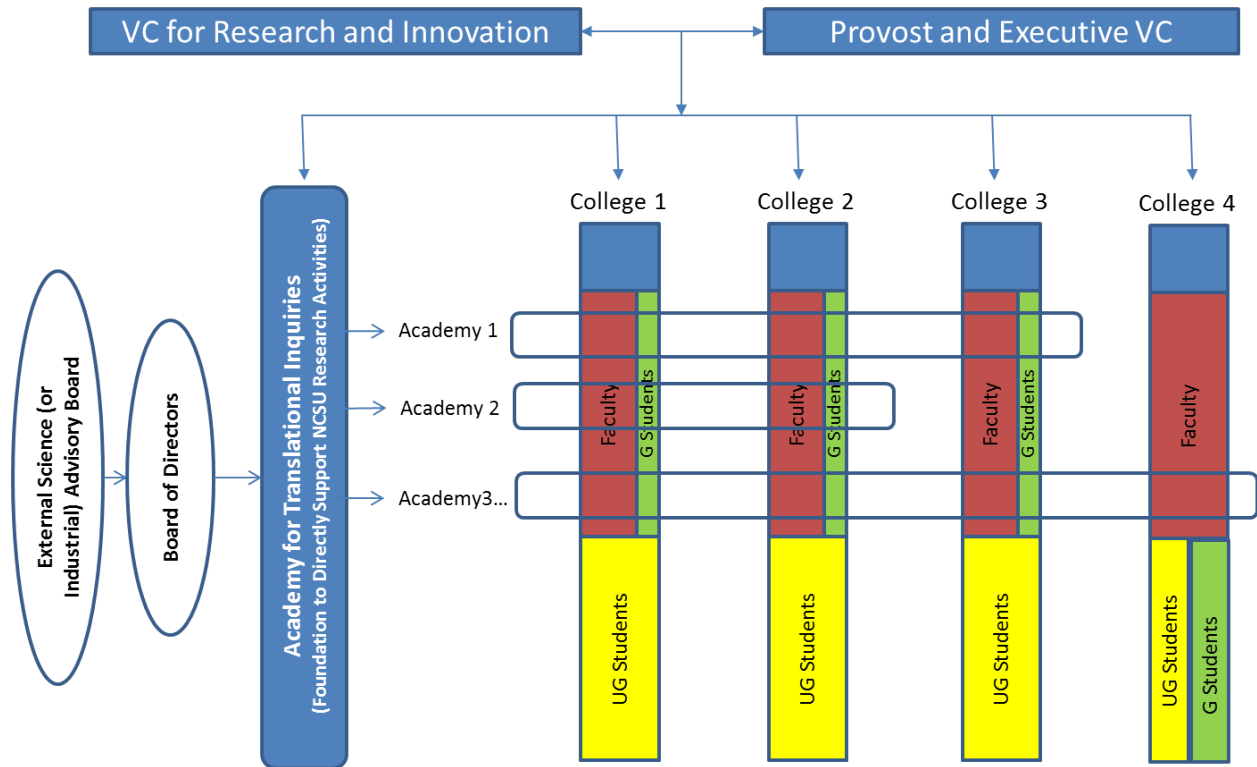 VC for Research and Innovation
Provost and Executive VC
College 1
College 2
College 3
College 4
External Science (or
Industrial) Advisory Board
Board of Directors
Academy for Translational Inquiries
(Foundation to Directly Support NCSU Research Activities)
Academy 1
Academy 2
Academy3...
Faculty
G Students
Faculty
G Students
Faculty
G Students
Faculty
UG Students
UG Students
UG Students
UG Students
G Students